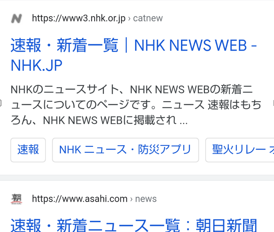 https://www3.nhk.or.jp › catnew
速報・新着一覧｜NHK NEWS WEB -
NHK.JP
NHKのニュースサイト、NHK NEWS WEBの新着ニ
ュースについてのページです。ニュース 速報はもち
ろん、NHK NEWS WEBに掲載され ...
速報 NHK ニュース・防災アプリ 聖火リレー オ
https://www.asahi.com › news
速報・新着ニュース一覧：朝日新聞